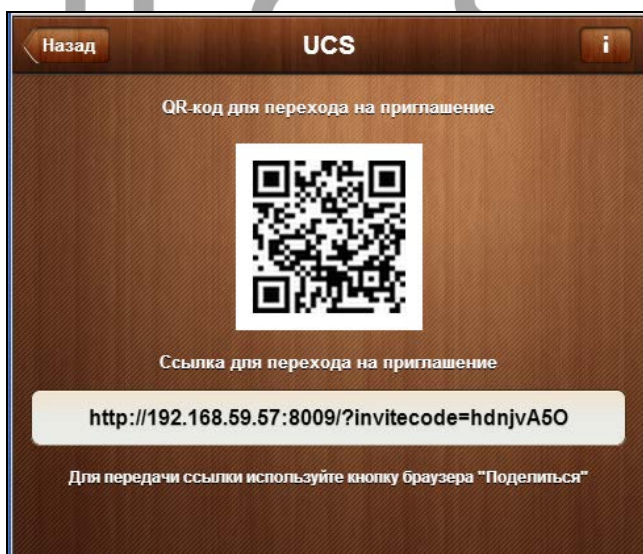 Назад
UCS
i
QR-код для перехода на приглашение
Ссылка для перехода на приглашение
http://192.168.59.57:8009/?invitecode=hdnjvA5O
Для передачи ссылки используйте кнопку браузера "Поделиться"